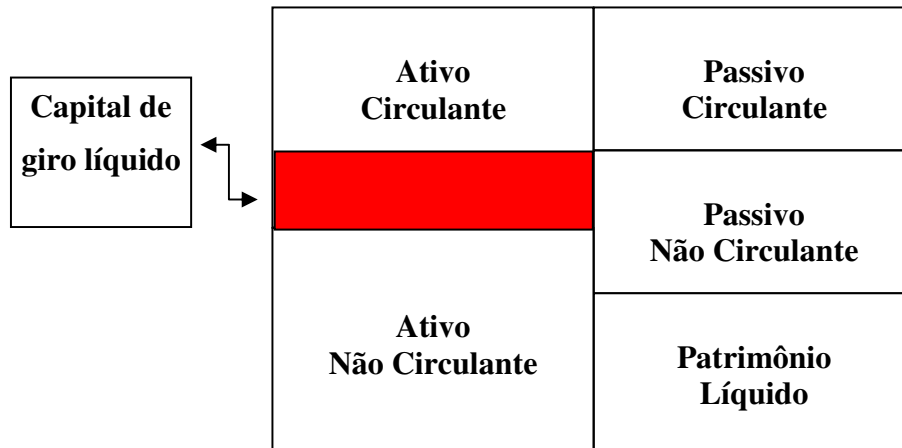 Capital de
giro líquido
Ativo
Circulante
Passivo
Circulante
Passivo
Não Circulante
Ativo
Não Circulante
Patrimônio
Líquido